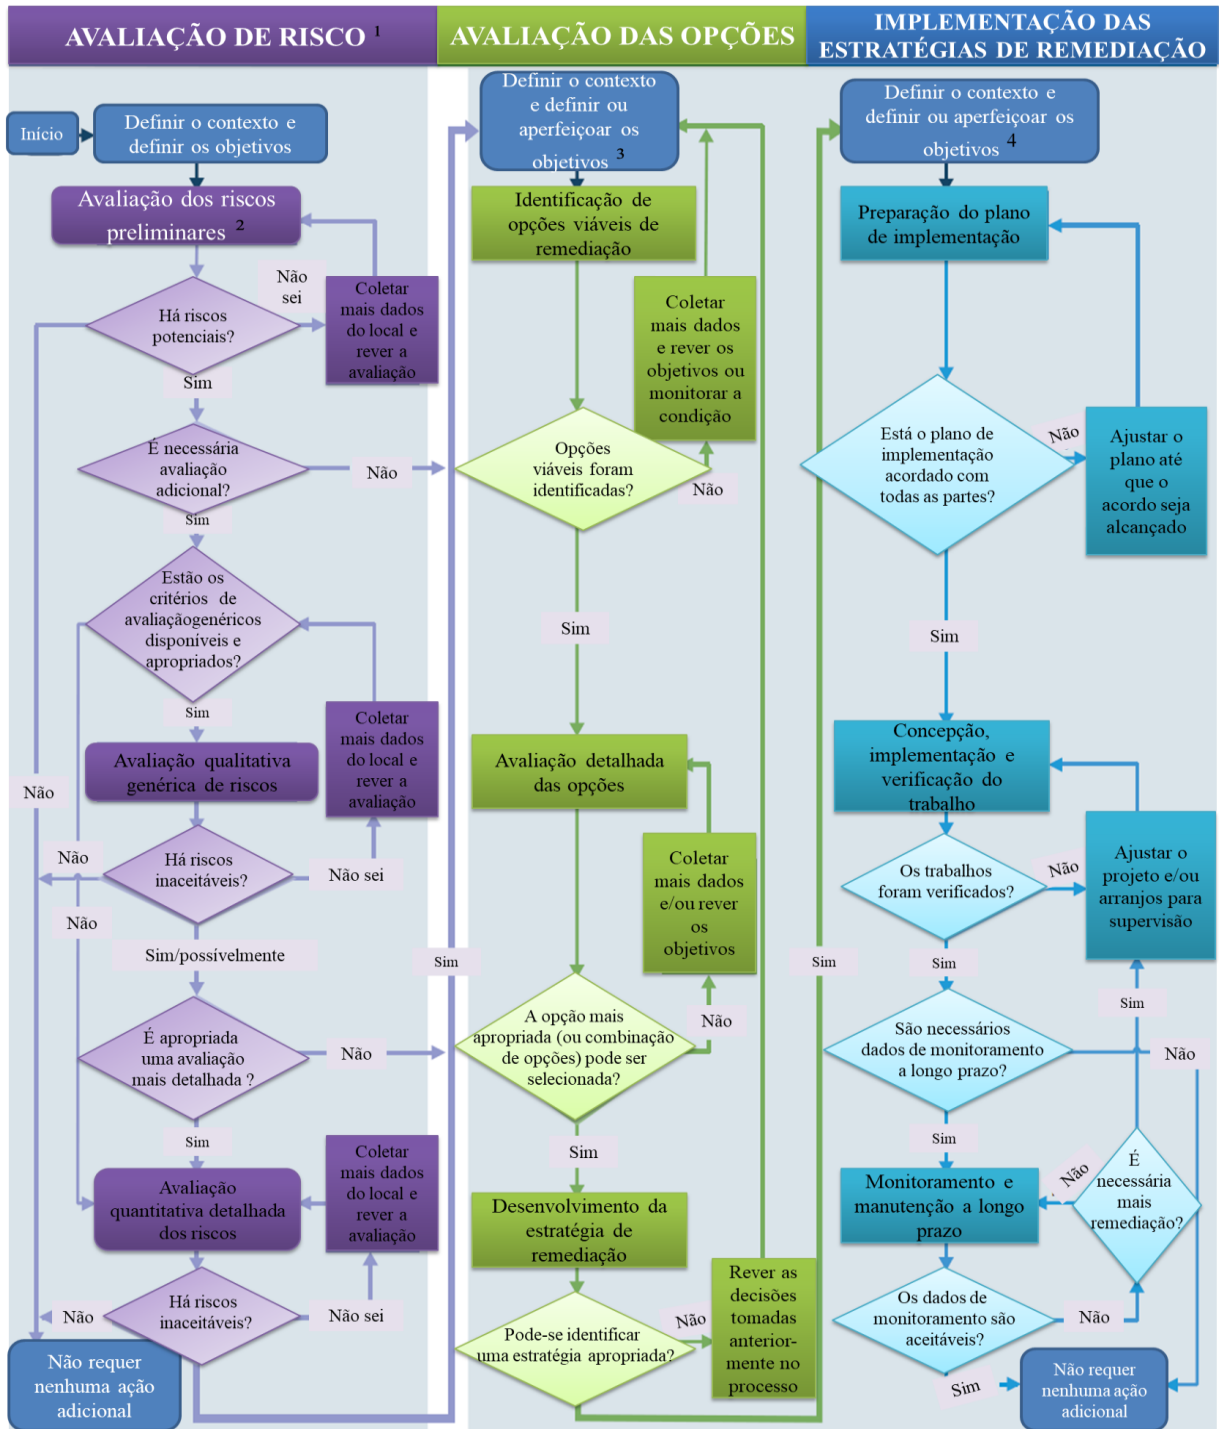 AVALIAÇÃO DE RISCO ¹
Início
Definir o contexto e
definir os objetivos
Avaliação dos riscos
preliminares ²
Não
sei
Há riscos
potenciais?
Coletar
mais dados
do local e
rever a
avaliação
Sim
É necessária
avaliação
adicional?
Não
Sim
Estão os
critérios de
avaliaçãogenéricos
disponíveis e
apropriados?
Sim
Coletar
mais dados
do local e
rever a
avaliação
Avaliação qualitativa
genérica de riscos
Não
Não
Há riscos
inaceitáveis?
Não sei
Não
Sim/possívelmente
É apropriada
uma avaliação
mais detalhada ?
Não
Sim
Coletar
mais dados
do local e
rever a
avaliação
Avaliação
quantitativa detalhada
dos riscos
Há riscos
inaceitáveis?
Não
Não sei
Não requer
nenhuma ação
adicional
Sim
AVALIAÇÃO DAS OPÇÕES
Definir o contexto
e definir ou
aperfeiçoar os
objetivos ³
Identificação de
opções viáveis de
remediação
Coletar
mais dados
e rever os
objetivos ou
monitorar a
condição
Opções
viáveis foram
identificadas?
Não
Sim
Avaliação detalhada
das opções
Coletar
mais dados
e/ou rever
os
objetivos
A opção mais
apropriada (ou combinação
de opções) pode ser
selecionada?
Não
Sim
Desenvolvimento da
estratégia de
remediação
Rever as
decisões
tomadas
anterior-
mente no
processo
Não
Pode-se identificar
uma estratégia apropriada?
Sim
IMPLEMENTAÇÃO DAS
ESTRATÉGIAS DE REMEDIAÇÃO
Definir o contexto e
definir ou aperfeiçoar os
objetivos ⁴
Preparação do plano
de implementação
Está o plano de
implementação
acordado com
todas as partes?
Não
Ajustar o
plano até
que o
acordo seja
alcançado
Sim
Concepção,
implementação e
verificação do
trabalho
Os trabalhos
foram verificados?
Não
Ajustar o
projeto e/ou
arranjos para
supervisão
Sim
Sim
São necessários
dados de monitoramento
a longo prazo?
Não
Sim
Monitoramento e
manutenção a longo
prazo
Não
É
necessária
mais
remediação?
Os dados de
monitoramento são
aceitáveis?
Não
Sim
Não requer
nenhuma ação
adicional